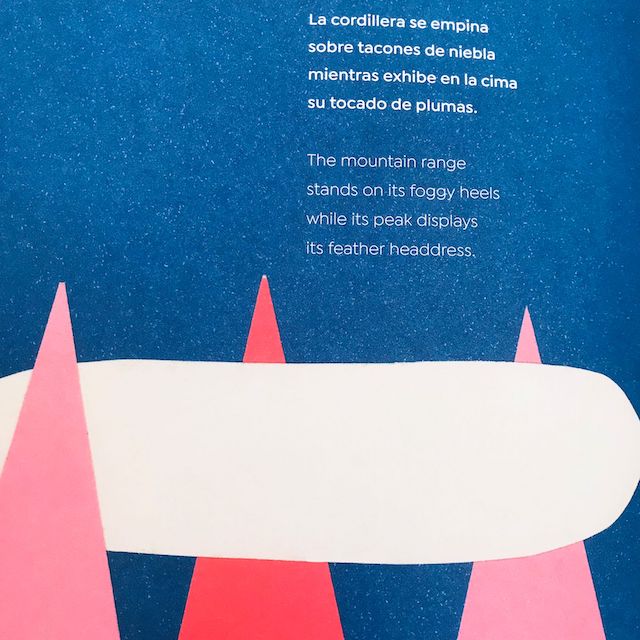 La cordillera se empina
sobre tacones de niebla
mientras exhibe en la cima
su tocado de plumas.
The mountain range
stands on its foggy heels
while its peak displays
its feather headdress.